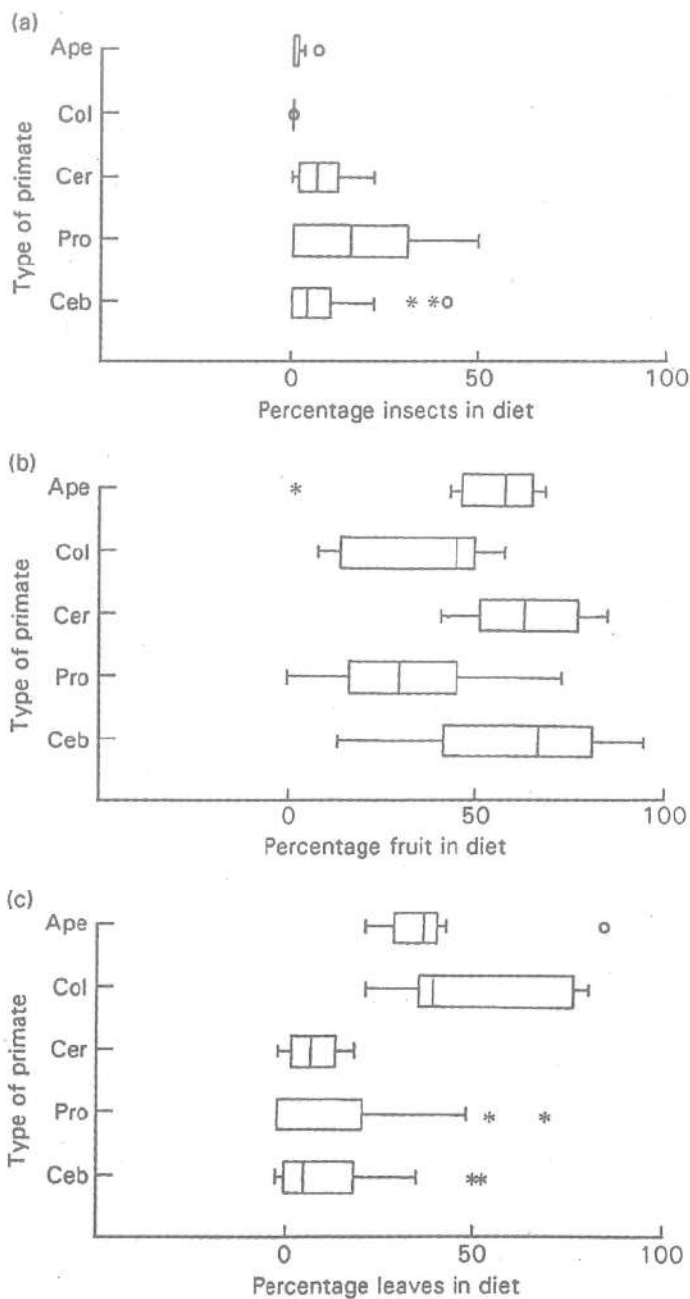 (a)
Ape
Col
Cer
Pro
Ceb
Type of primate
0 50 100
Percentage insects in diet
(b)
Ape
Col
Cer
Pro
Ceb
Type of primate
0 50 100
Percentage fruit in diet
(c)
Ape
Col
Cer
Pro
Ceb
Type of primate
0 50 100
Percentage leaves in diet